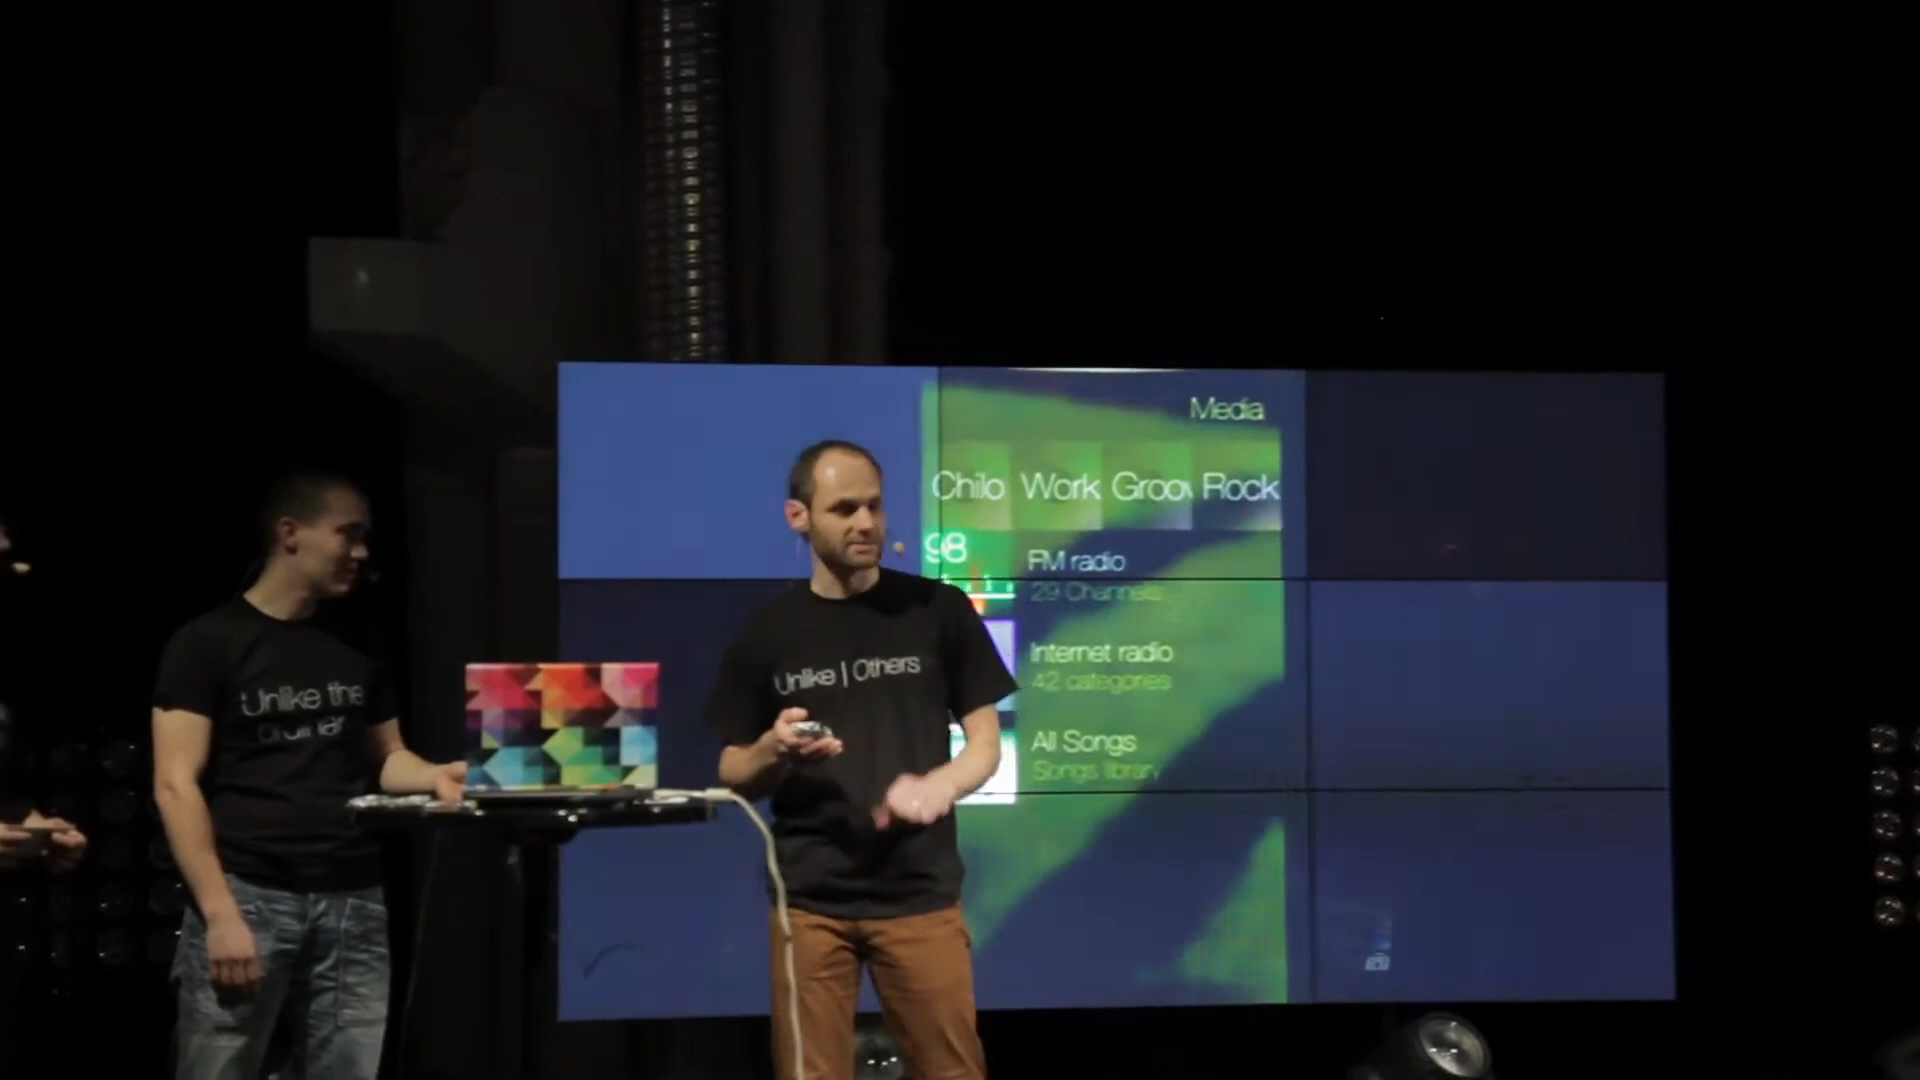 Media
Chilo Work Groov Rock
98
FM radio
29 Channels
Internet radio
42 categories
All Songs
Songs library
Unlike | Others
Unlike the